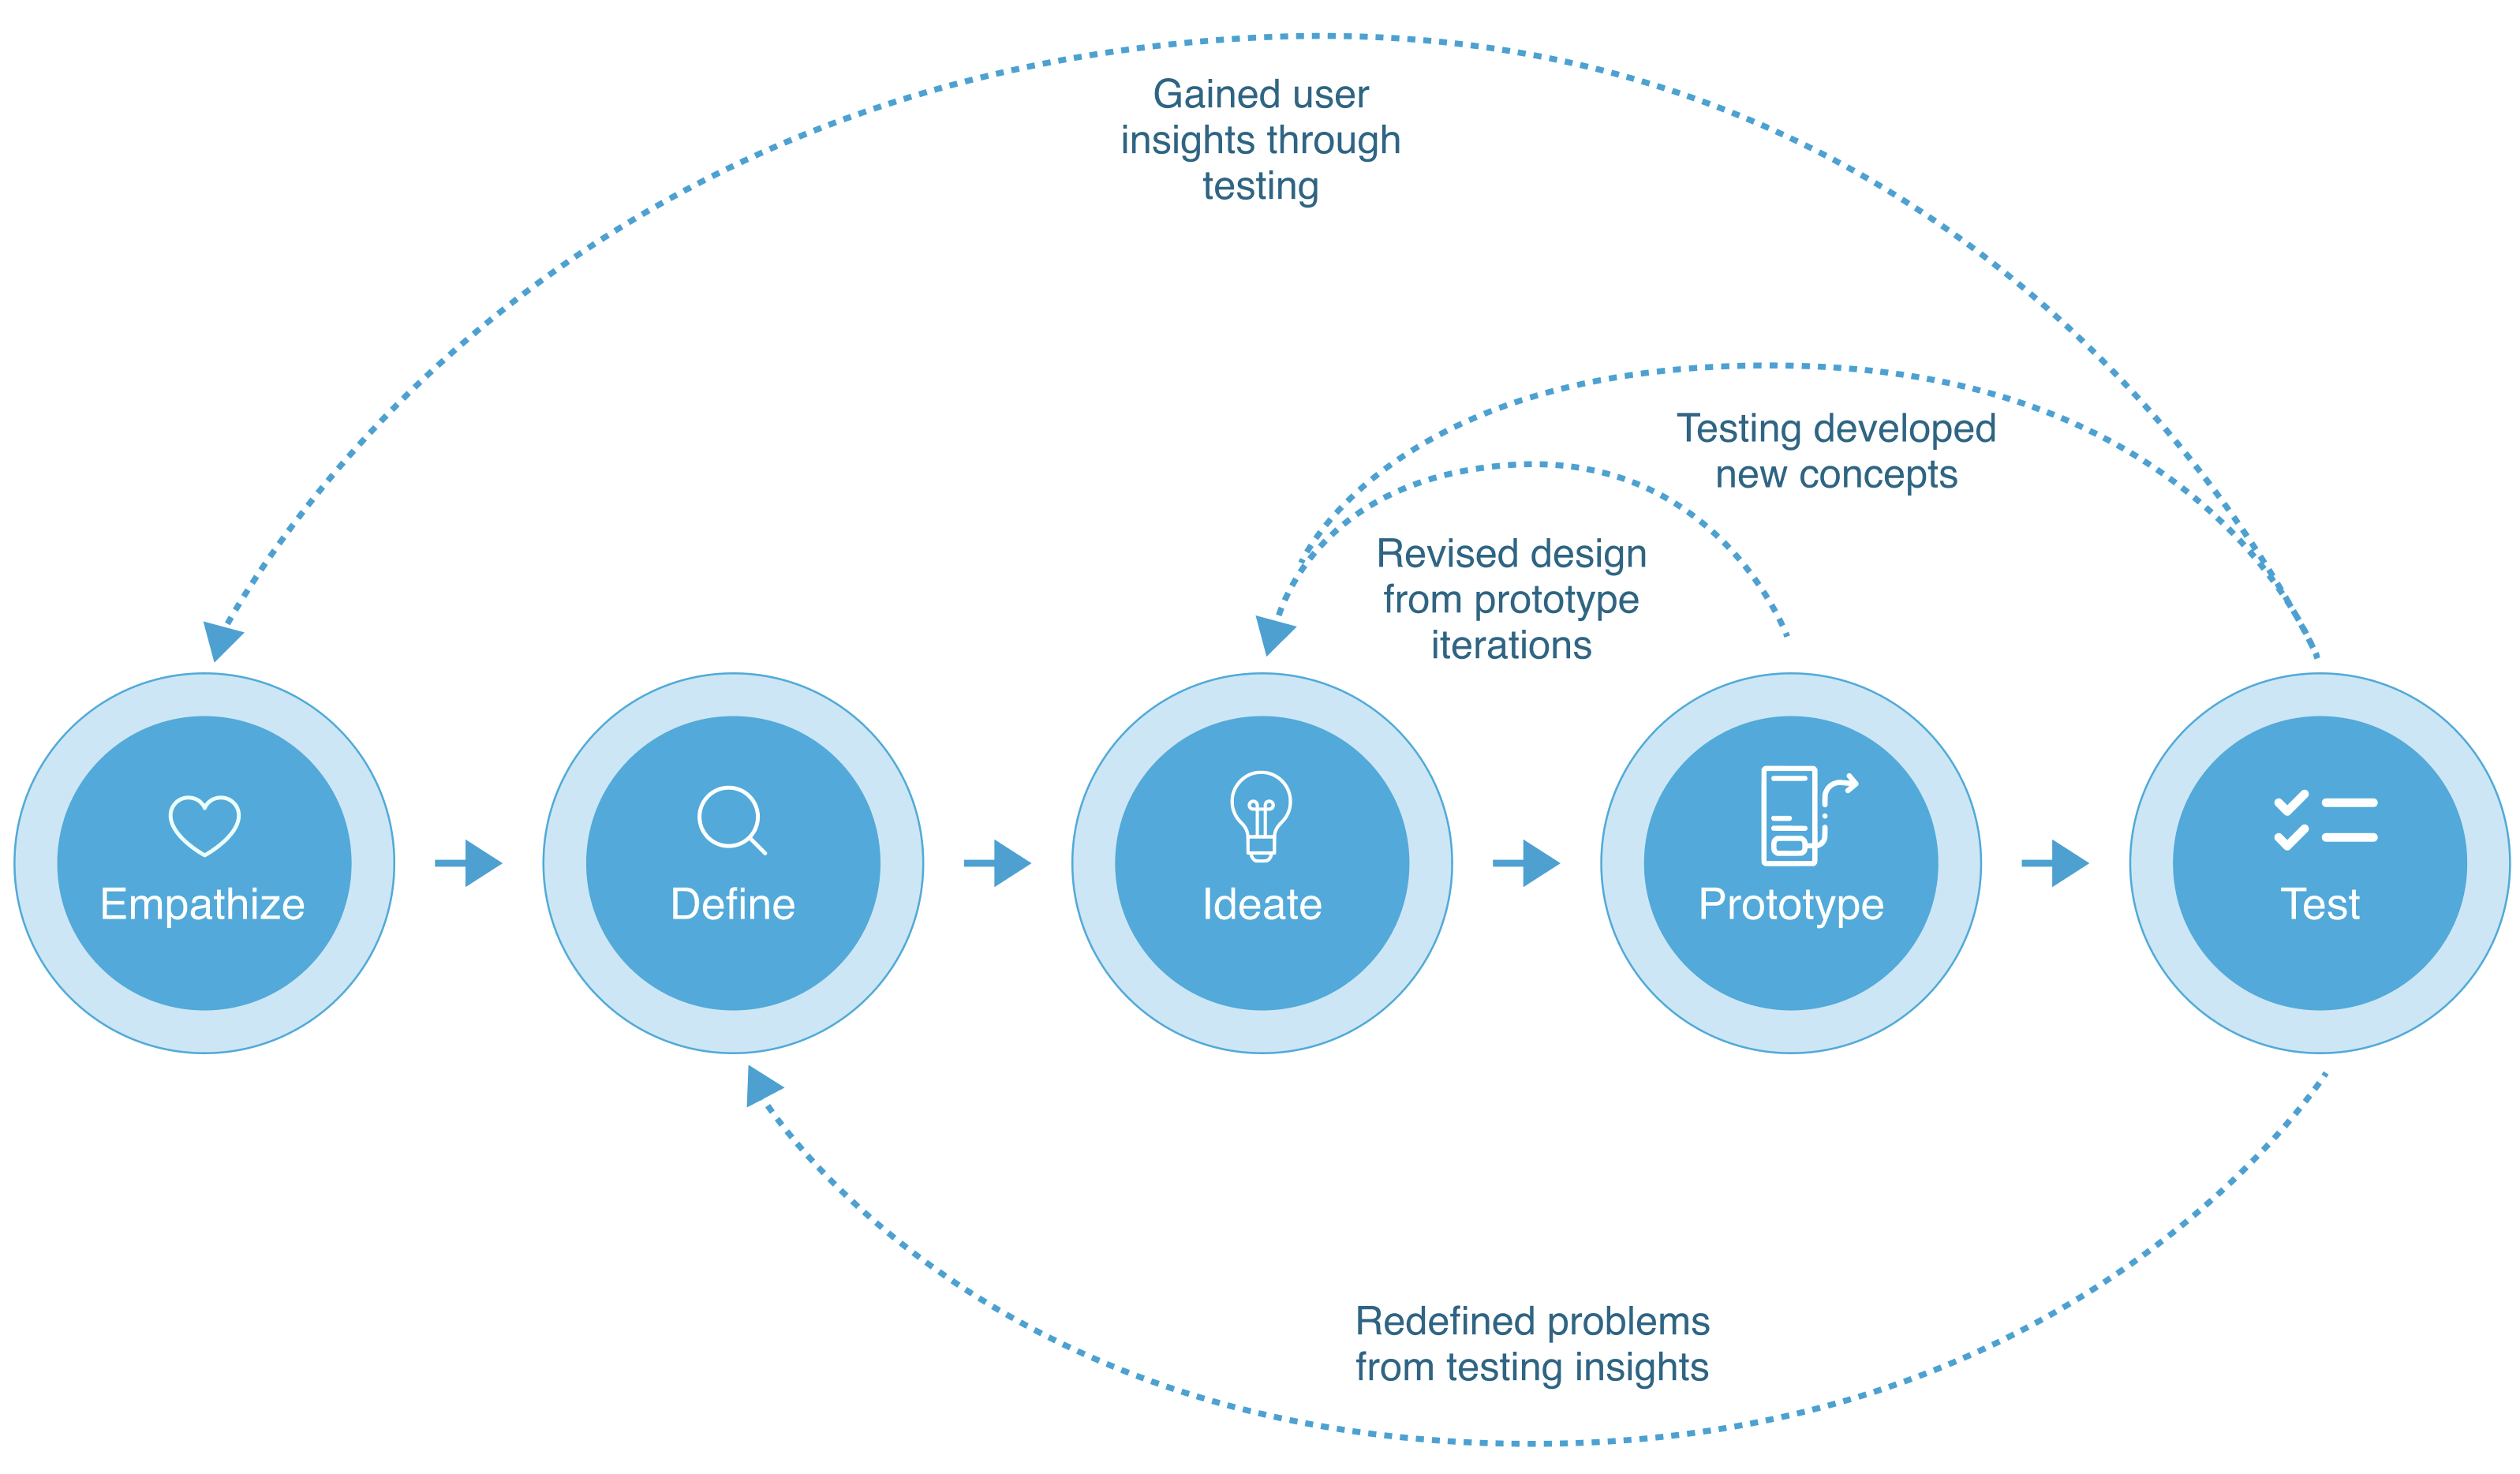 Gained user
insights through
testing
Testing developed
new concepts
Revised design
from prototype
iterations
Empathize
Define
Ideate
Prototype
Test
Redefined problems
from testing insights